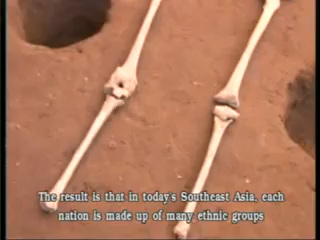 The result is that in today's Southeast Asia, each
nation is made up of many ethnic groups